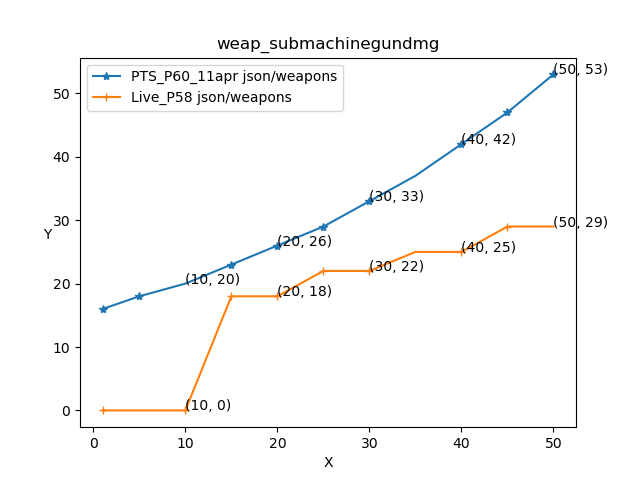 weap_submachinegundmg
PTS_P60_11apr json/weapons
Live_P58 json/weapons
(50, 53)
(40, 42)
(30, 33)
(20, 26)
(10, 20)
(50, 29)
(40, 25)
(30, 22)
(20, 18)
(10, 0)
Y
50
40
30
20
10
0
0 10 20 30 40 50
X